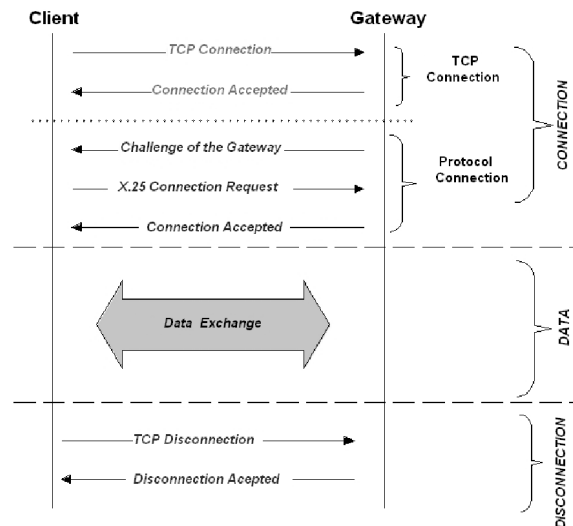 Client
Gateway
TCP Connection
Connection Accepted
TCP
Connection
Challenge of the Gateway
X.25 Connection Request
Connection Accepted
Protocol
Connection
CONNECTION
Data Exchange
DATA
TCP Disconnection
Disconnection Acepted
DISCONNECTION